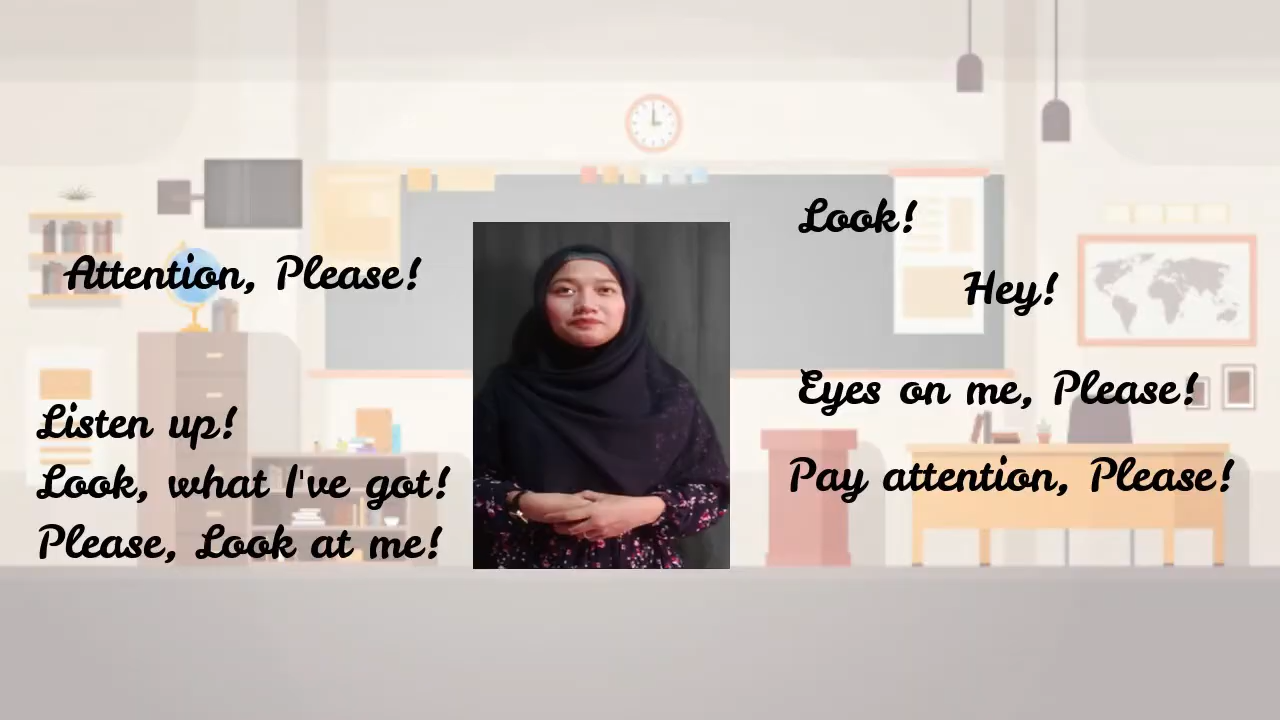 Attention, Please!
Listen up!
Look, what I've got!
Please, Look at me!
Look!
Hey!
Eyes on me, Please!
Pay attention, Please!